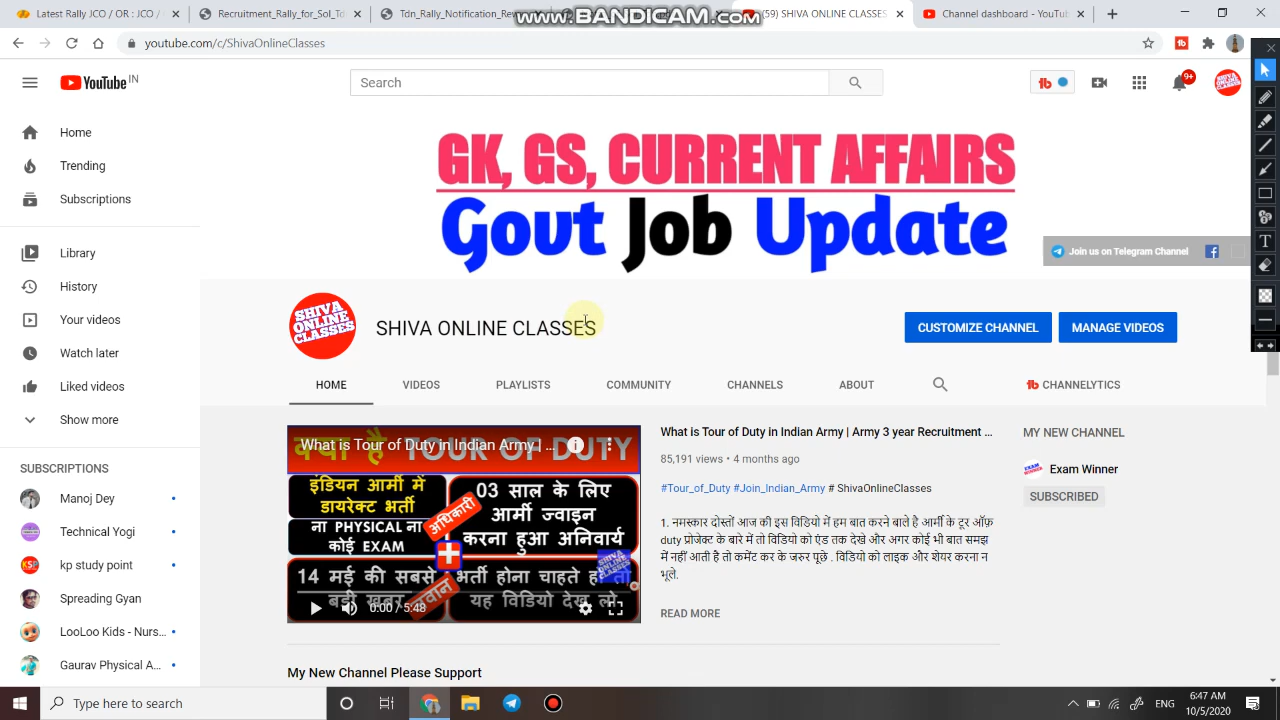 Latest Rally JCO / OR : JCO /
Recruitment_Rally_for_Sol_Td
Tdn_Rally_Notification_Re
www.BANDICAM.com
(59) SHIVA ONLINE CLASSES
Channel dashboard - YouTu
youtube.com/c/ShivaOnlineClasses
YouTube IN
Search
9+
Home
Trending
Subscriptions
Library
History
Your videos
Watch later
Liked videos
Show more
SUBSCRIPTIONS
Manoj Dey
Technical Yogi
KSP
kp study point
Spreading Gyan
LooLoo Kids - Nurs...
Gaurav Physical A...
GK, GS, CURRENT AFFAIRS
Govt Job Update
Join us on Telegram Channel
SHIVA ONLINE CLASSES
SHIVA ONLINE CLASSES
CUSTOMIZE CHANNEL
MANAGE VIDEOS
HOME
VIDEOS
PLAYLISTS
COMMUNITY
CHANNELS
ABOUT
CHANNELYTICS
What is Tour of Duty in Indian Army | ...
क्या है TOUR OF DUTY
इंडियन आर्मी में
डायरेक्ट भर्ती
ना PHYSICAL ना
कोई EXAM
अधिकारी
03 साल के लिए
आर्मी ज्वाइन
करना हुआ अनिवार्य
14 मई की सबसे
बड़ी खबर
जवान
भर्ती होना चाहते हो तो
यह विडियो देख लो
0:00 / 5:48
What is Tour of Duty in Indian Army | Army 3 year Recruitment ...
85,191 views • 4 months ago
#Tour_of_Duty #Join_Indian_Army # ShivaOnlineClasses
1. नमस्कार दोस्तों आज की इस विडियो में हम बात करने बाले है आर्मी के टूर ऑफ़
duty प्रोजेक्ट के बारे में तो विडियो को एंड तक देखे और अगर कोई भी बात समझ
में नहीं आती है तो कमेंट कर के जरुर पूछे . विडियो को लाइक और शेयर करना न
भूले.
READ MORE
MY NEW CHANNEL
Exam Winner
SUBSCRIBED
My New Channel Please Support
Type here to search
ENG
6:47 AM
10/5/2020